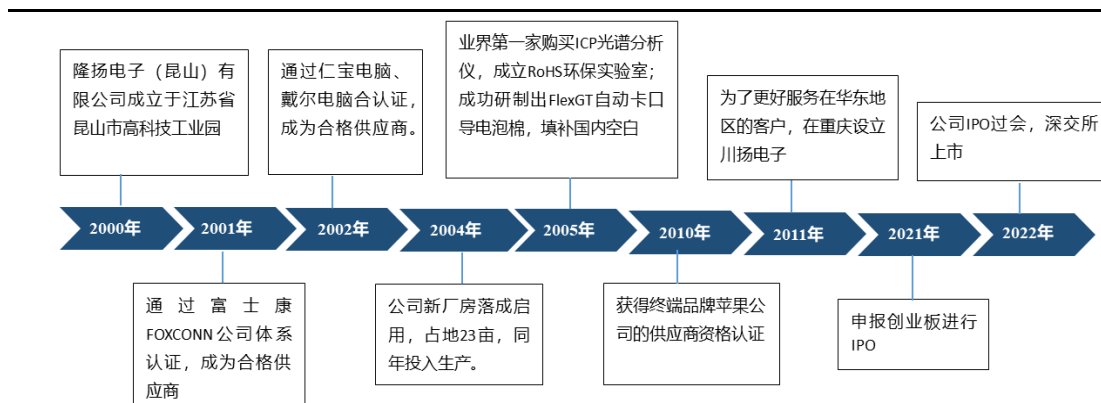 隆扬电子（昆山）有
限公司成立于江苏省
昆山市高科技工业园
通过仁宝电脑、
戴尔电脑合认证，
成为合格供应商。
业界第一家购买ICP光谱分析
仪，成立RoHS环保实验室；
成功研制出FlexGT自动卡口
导电泡棉，填补国内空白
为了更好服务在华东地
区的客户，在重庆设立
川扬电子
公司IPO过会，深交所
上市
2000年
2001年
2002年
2004年
2005年
2010年
2011年
2021年
2022年
通过富士康
FOXCONN公司体系
认证，成为合格供
应商
公司新厂房落成启
用，占地23亩，同
年投入生产。
获得终端品牌苹果公
司的供应商资格认证
申报创业板进行
IPO